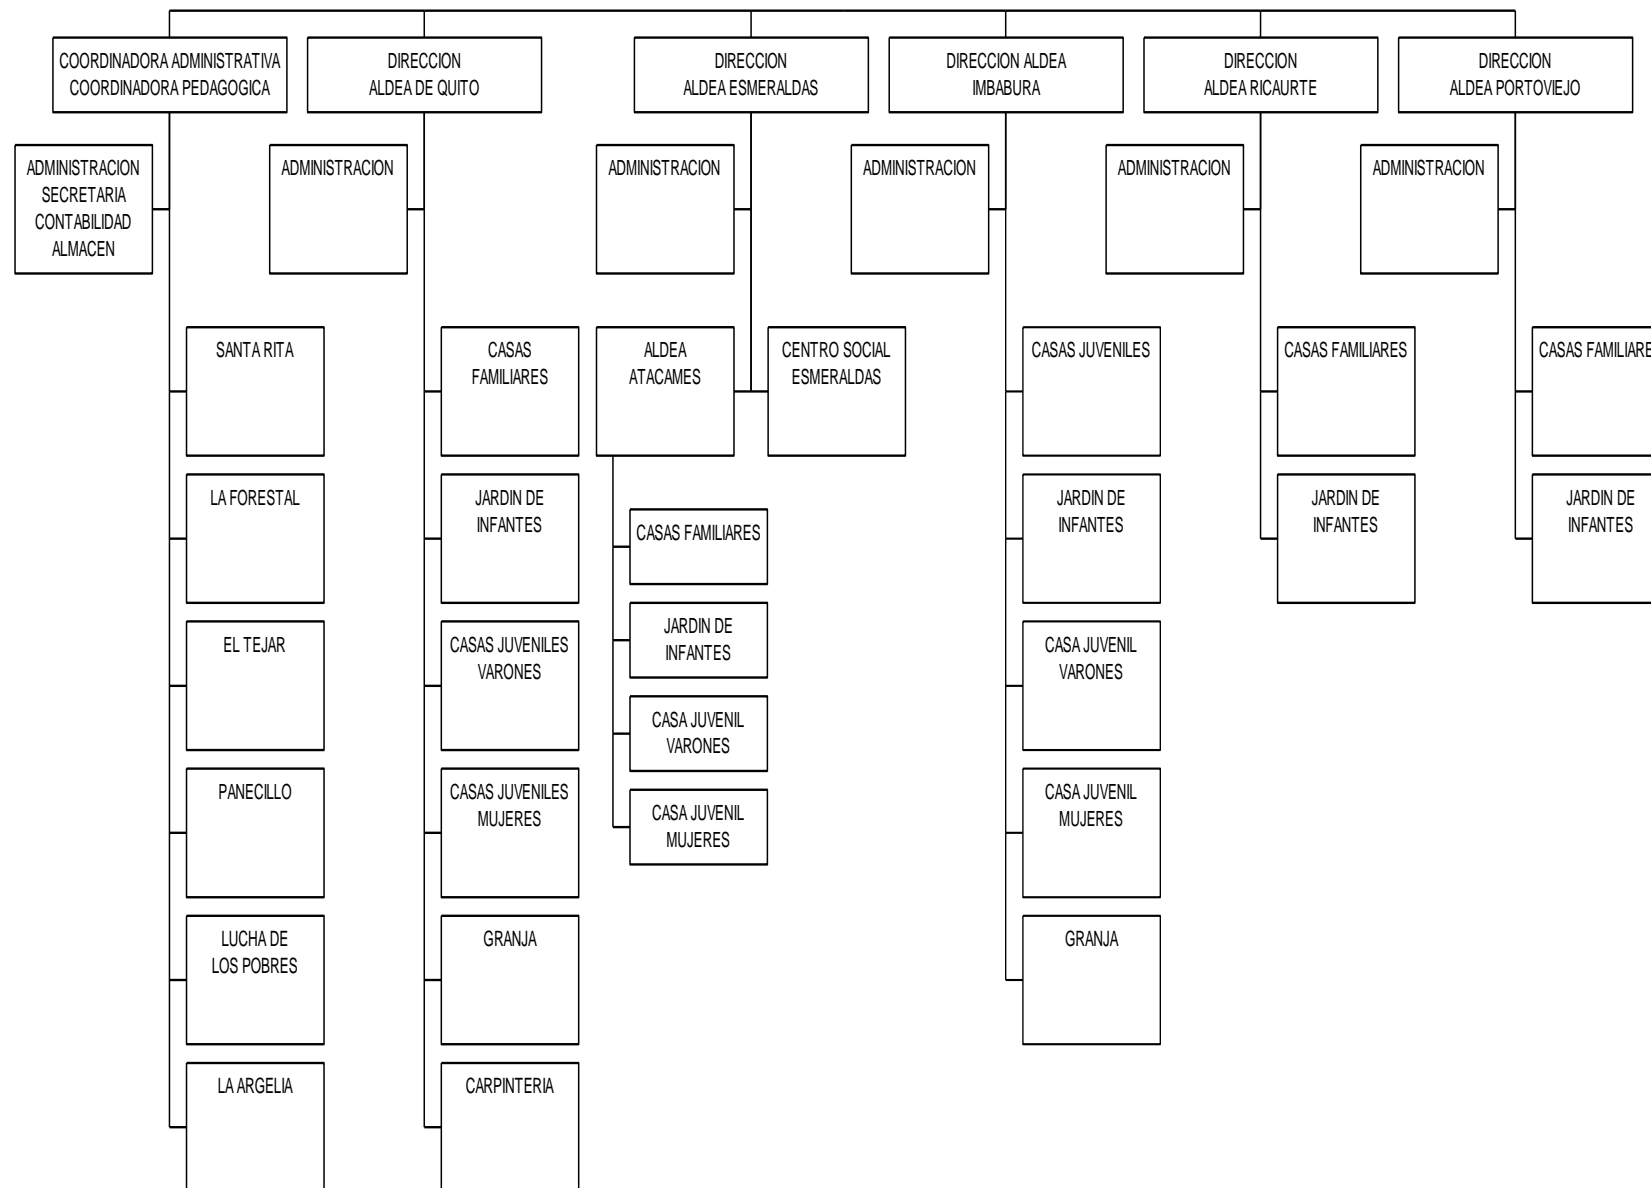 COORDINADORA ADMINISTRATIVA
COORDINADORA PEDAGOGICA
DIRECCION
ALDEA DE QUITO
DIRECCION
ALDEA ESMERALDAS
DIRECCION ALDEA
IMBABURA
DIRECCION
ALDEA RICAURTE
DIRECCION
ALDEA PORTOVIEJO
ADMINISTRACION
SECRETARIA
CONTABILIDAD
ALMACEN
ADMINISTRACION
ADMINISTRACION
ADMINISTRACION
ADMINISTRACION
ADMINISTRACION
SANTA RITA
LA FORESTAL
EL TEJAR
PANECILLO
LUCHA DE
LOS POBRES
LA ARGELIA
CASAS
FAMILIARES
JARDIN DE
INFANTES
CASAS JUVENILES
VARONES
CASAS JUVENILES
MUJERES
GRANJA
CARPINTERIA
ALDEA
ATACAMES
CENTRO SOCIAL
ESMERALDAS
CASAS FAMILIARES
JARDIN DE
INFANTES
CASA JUVENIL
VARONES
CASA JUVENIL
MUJERES
CASAS JUVENILES
JARDIN DE
INFANTES
CASA JUVENIL
VARONES
CASA JUVENIL
MUJERES
GRANJA
CASAS FAMILIARES
JARDIN DE
INFANTES
CASAS FAMILIARE
JARDIN DE
INFANTES